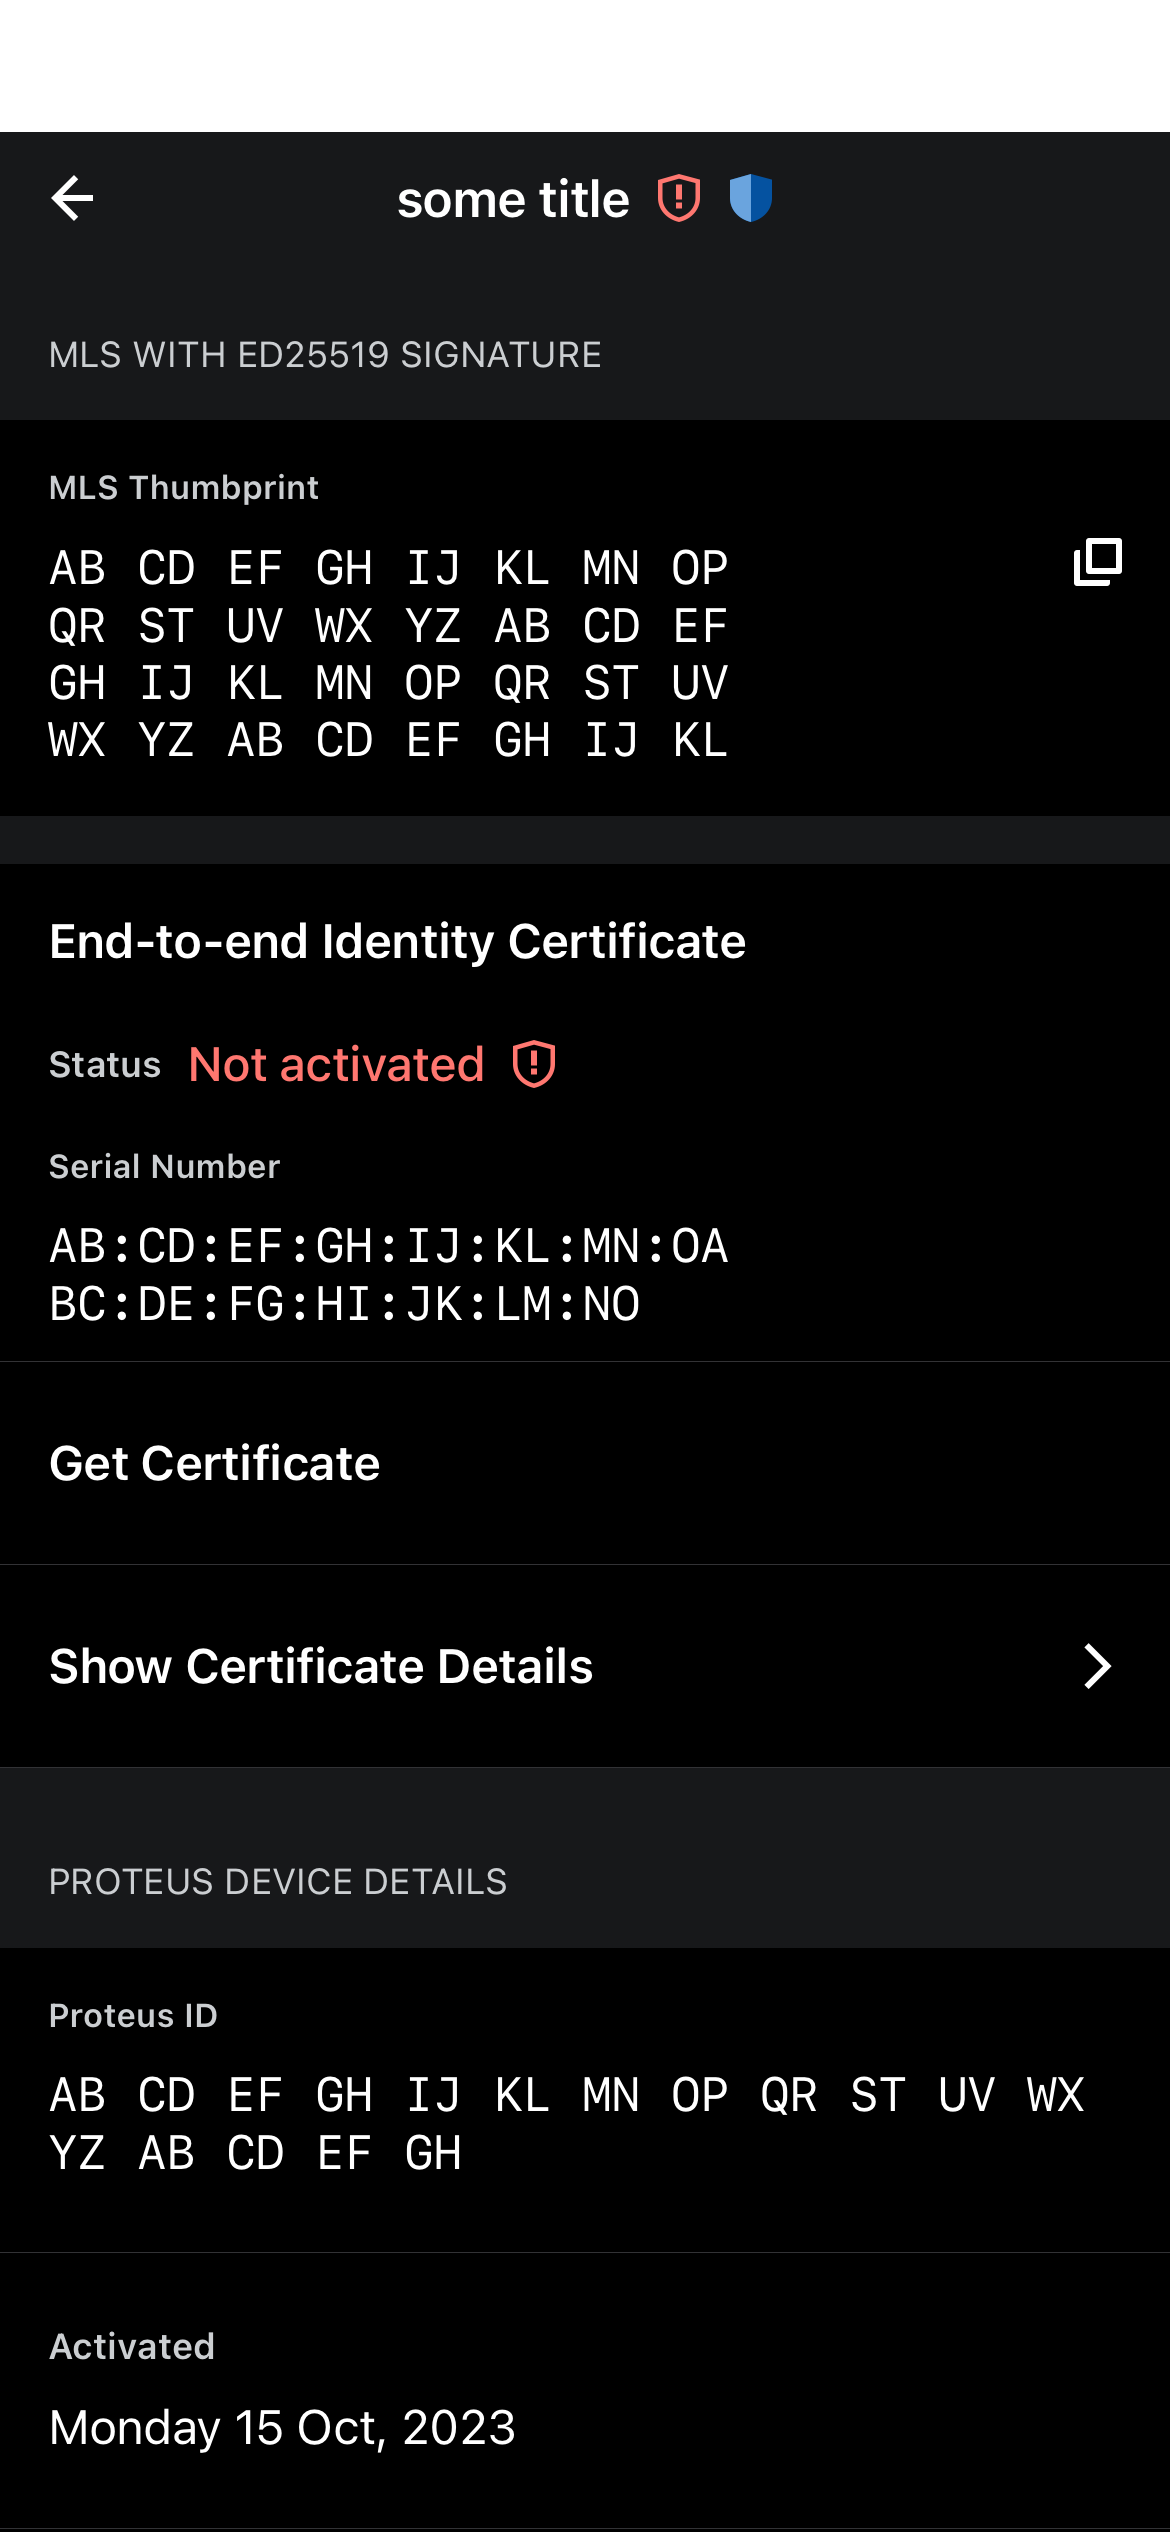 some title
MLS WITH ED25519 SIGNATURE
MLS Thumbprint
AB CD EF GH IJ KL MN OP
QR ST UV WX YZ AB CD EF
GH IJ KL MN OP QR ST UV
WX YZ AB CD EF GH IJ KL
End-to-end Identity Certificate
Status Not activated
Serial Number
AB:CD:EF:GH:IJ:KL:MN:OA
BC:DE:FG:HI:JK:LM:NO
Get Certificate
Show Certificate Details
PROTEUS DEVICE DETAILS
Proteus ID
AB CD EF GH IJ KL MN OP QR ST UV WX
YZ AB CD EF GH
Activated
Monday 15 Oct, 2023